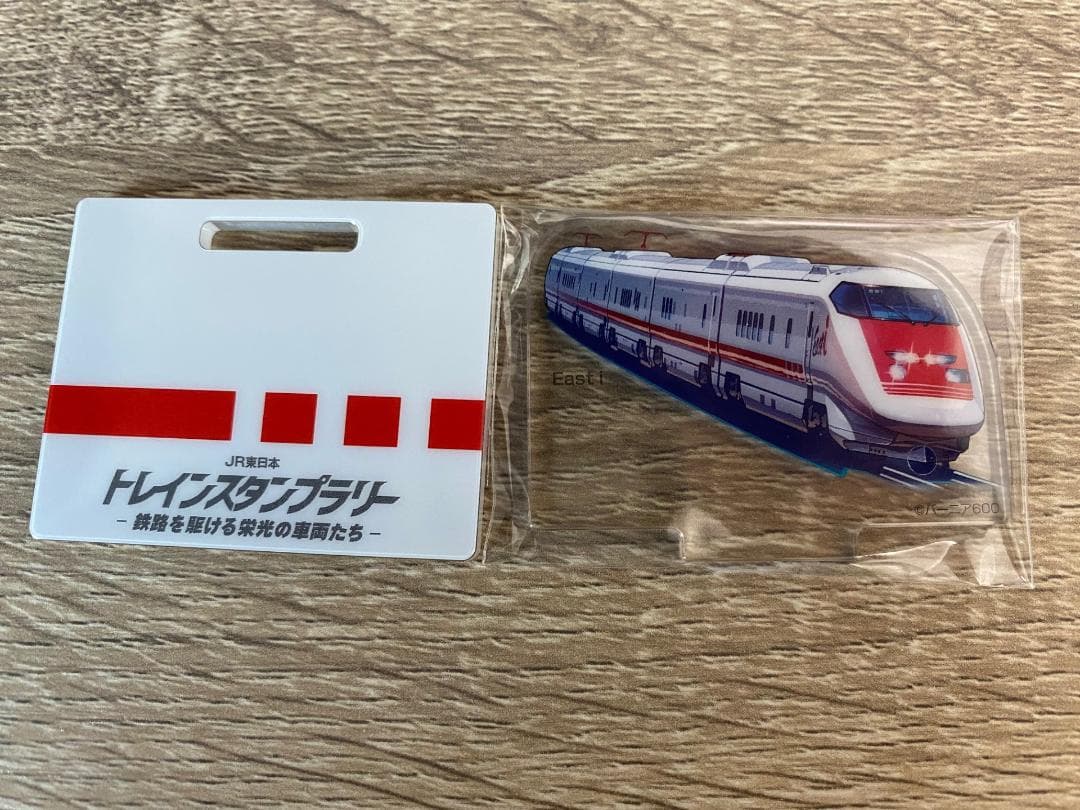 JR東日本
トレインスタンプラリー
- 鉄路を駆ける栄光の車両たち -
East i
East i
©バーニア600